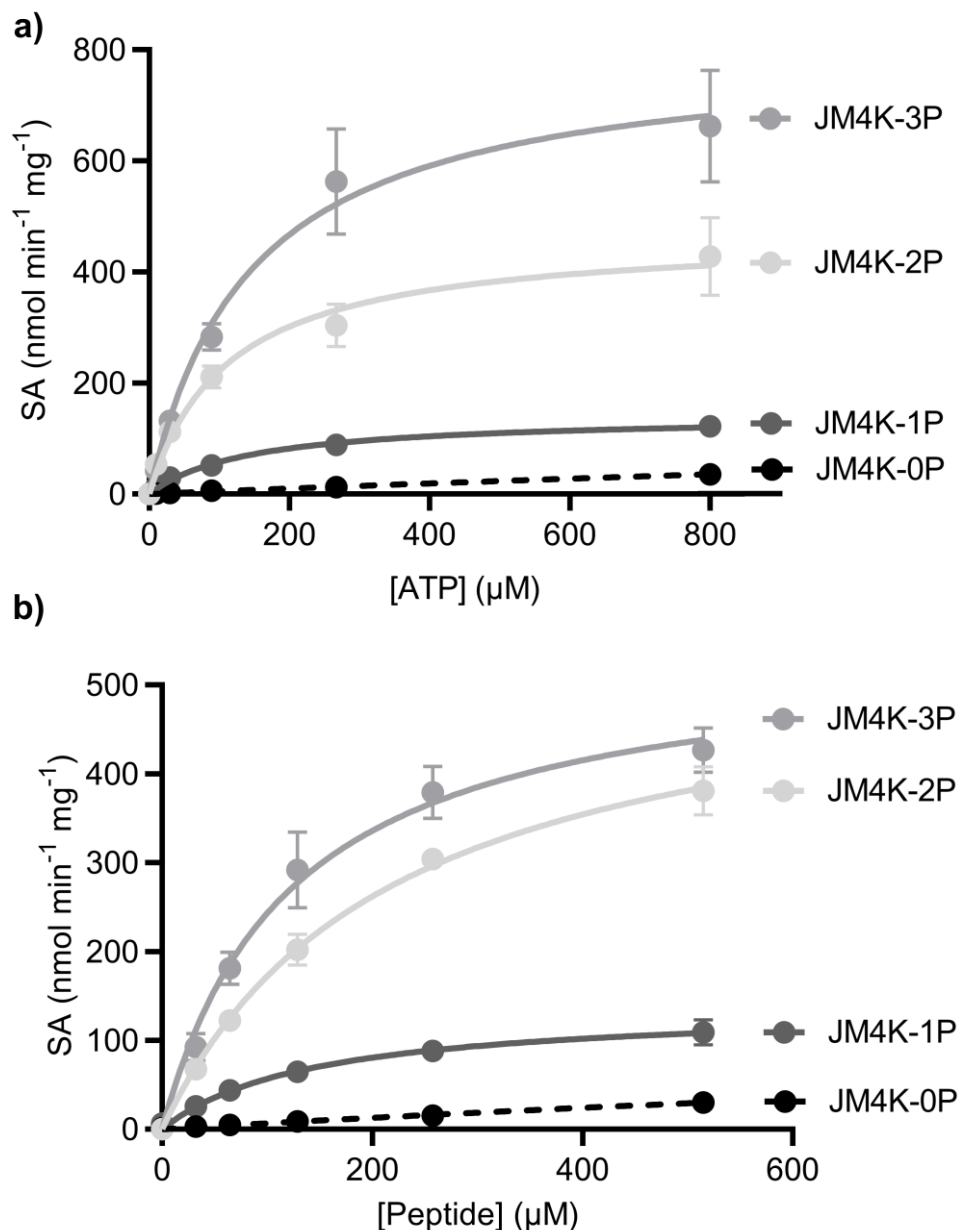 a)
800
600
400
200
0
SA (nmol min⁻¹ mg⁻¹)
JM4K-3P
JM4K-2P
JM4K-1P
JM4K-0P
0 200 400 600 800
[ATP] (µM)
b)
500
400
300
200
100
0
SA (nmol min⁻¹ mg⁻¹)
JM4K-3P
JM4K-2P
JM4K-1P
JM4K-0P
0 200 400 600
[Peptide] (µM)